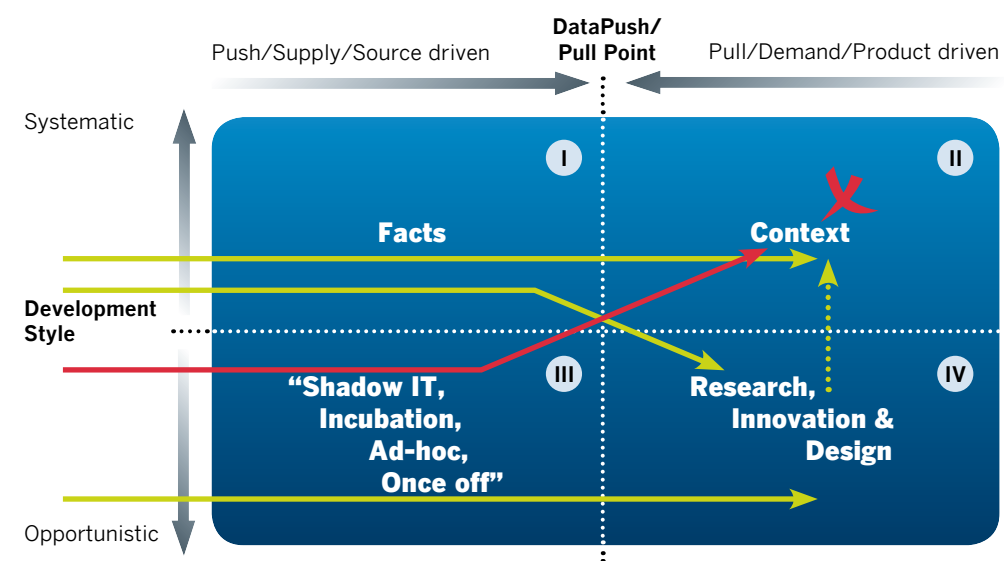 DataPush/
Push/Supply/Source driven
Pull Point
Pull/Demand/Product driven
Systematic
I
II
Facts
Context
Development
Style
III
IV
“Shadow IT,
Incubation,
Ad-hoc,
Once off”
Research,
Innovation &
Design
Opportunistic